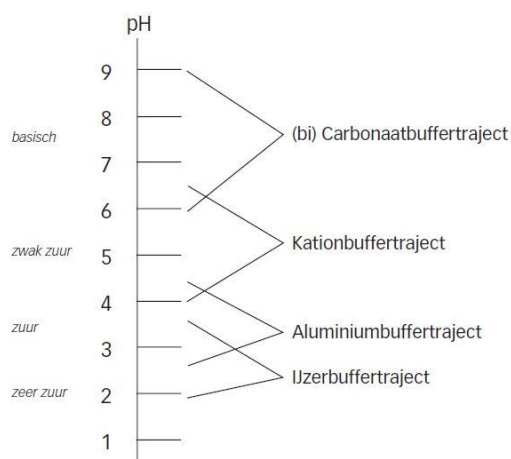 pH
9
8
(bi) Carbonaatbuffertraject
basisch
7
6
Kationbuffertraject
zwak zuur
5
4
Aluminiumbuffertraject
zuur
3
IJzerbuffertraject
zeer zuur
2
1